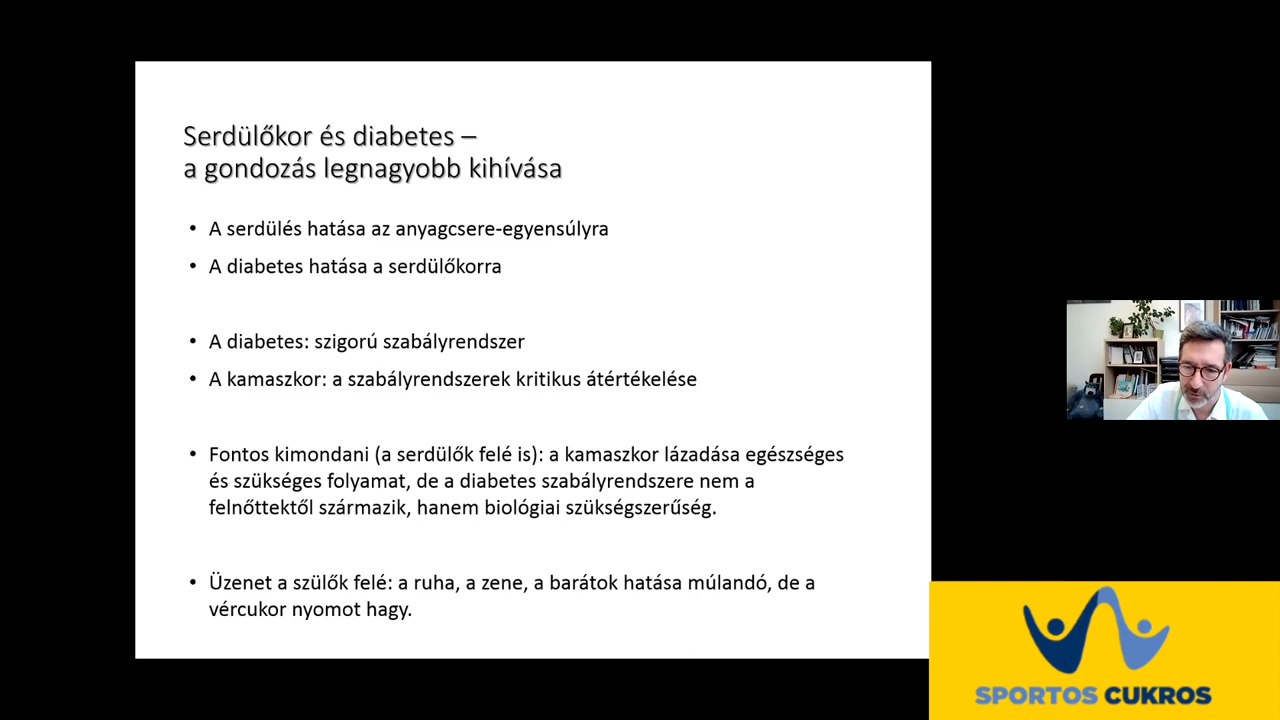 Serdülőkor és diabetes –
a gondozás legnagyobb kihívása
• A serdülés hatása az anyagcsere-egyensúlyra
• A diabetes hatása a serdülőkorra
• A diabetes: szigorú szabályrendszer
• A kamaszkor: a szabályrendszerek kritikus átértékelése
• Fontos kimondani (a serdülők felé is): a kamaszkor lázadása egészséges
és szükséges folyamat, de a diabetes szabályrendszere nem a
felnőttektől származik, hanem biológiai szükségszerűség.
• Üzenet a szülők felé: a ruha, a zene, a barátok hatása múlandó, de a
vércukor nyomot hagy.
SPORTOS CUKROS